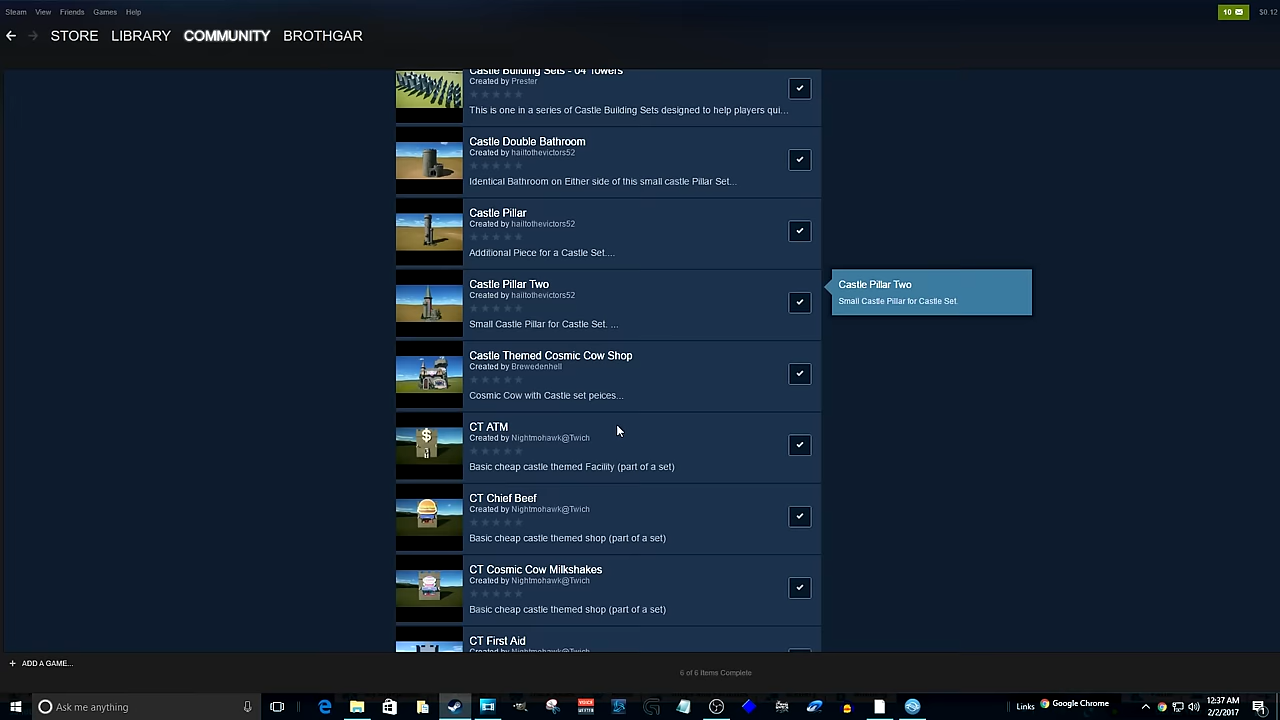 Steam View Friends Games Help
10
$0.12
STORE LIBRARY COMMUNITY BROTHGAR
Castle Building Sets - 04 Towers
Created by Prester
This is one in a series of Castle Building Sets designed to help players qui...
Castle Double Bathroom
Created by hailtothevictors52
Identical Bathroom on Either side of this small castle Pillar Set...
Castle Pillar
Created by hailtothevictors52
Additional Piece for a Castle Set....
Castle Pillar Two
Created by hailtothevictors52
Small Castle Pillar for Castle Set. ...
Castle Pillar Two
Small Castle Pillar for Castle Set.
Castle Themed Cosmic Cow Shop
Created by Brewedenhell
Cosmic Cow with Castle set peices...
CT ATM
Created by Nightmohawk@Twich
Basic cheap castle themed Facility (part of a set)
CT Chief Beef
Created by Nightmohawk@Twich
Basic cheap castle themed shop (part of a set)
CT Cosmic Cow Milkshakes
Created by Nightmohawk@Twich
Basic cheap castle themed shop (part of a set)
CT First Aid
Created by Nightmohawk@Twich
+ ADD A GAME...
6 of 6 Items Complete
Ask me anything
Links
Google Chrome
12:37 AM
2/2/2017